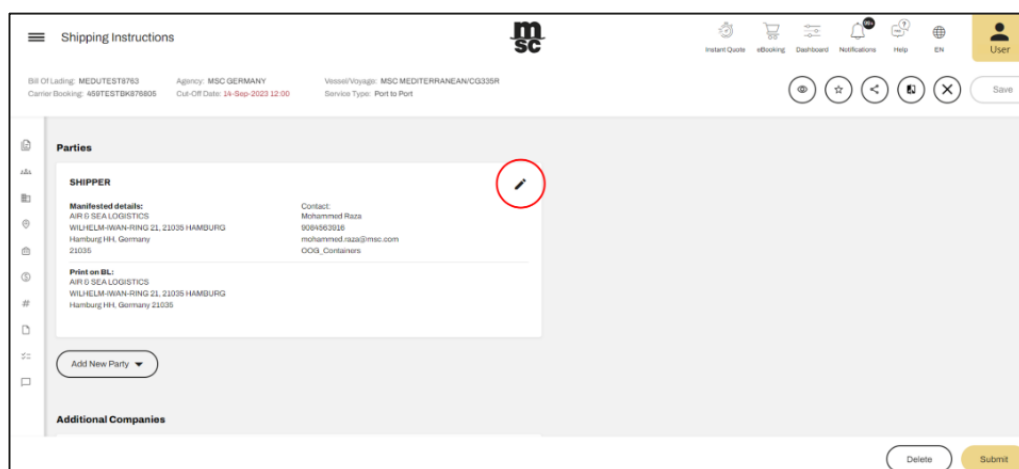 Shipping Instructions
msc
Instant Quote
eBooking
Dashboard
99+
Notifications
Help
EN
User
Bill Of Lading: MEDUTEST8763
Agency: MSC GERMANY
Vessel/Voyage: MSC MEDITERRANEAN/CG335R
Carrier Booking: 459TESTBK876805
Cut-Off Date: 14-Sep-2023 12:00
Service Type: Port to Port
Save
Parties
SHIPPER
Manifested details:
AIR & SEA LOGISTICS
WILHELM-IWAN-RING 21, 21035 HAMBURG
Hamburg HH, Germany
21035
Contact:
Mohammed Raza
9084563916
mohammed.raza@msc.com
OOG_Containers
Print on BL:
AIR & SEA LOGISTICS
WILHELM-IWAN-RING 21, 21035 HAMBURG
Hamburg HH, Germany 21035
Add New Party
Additional Companies
Delete
Submit